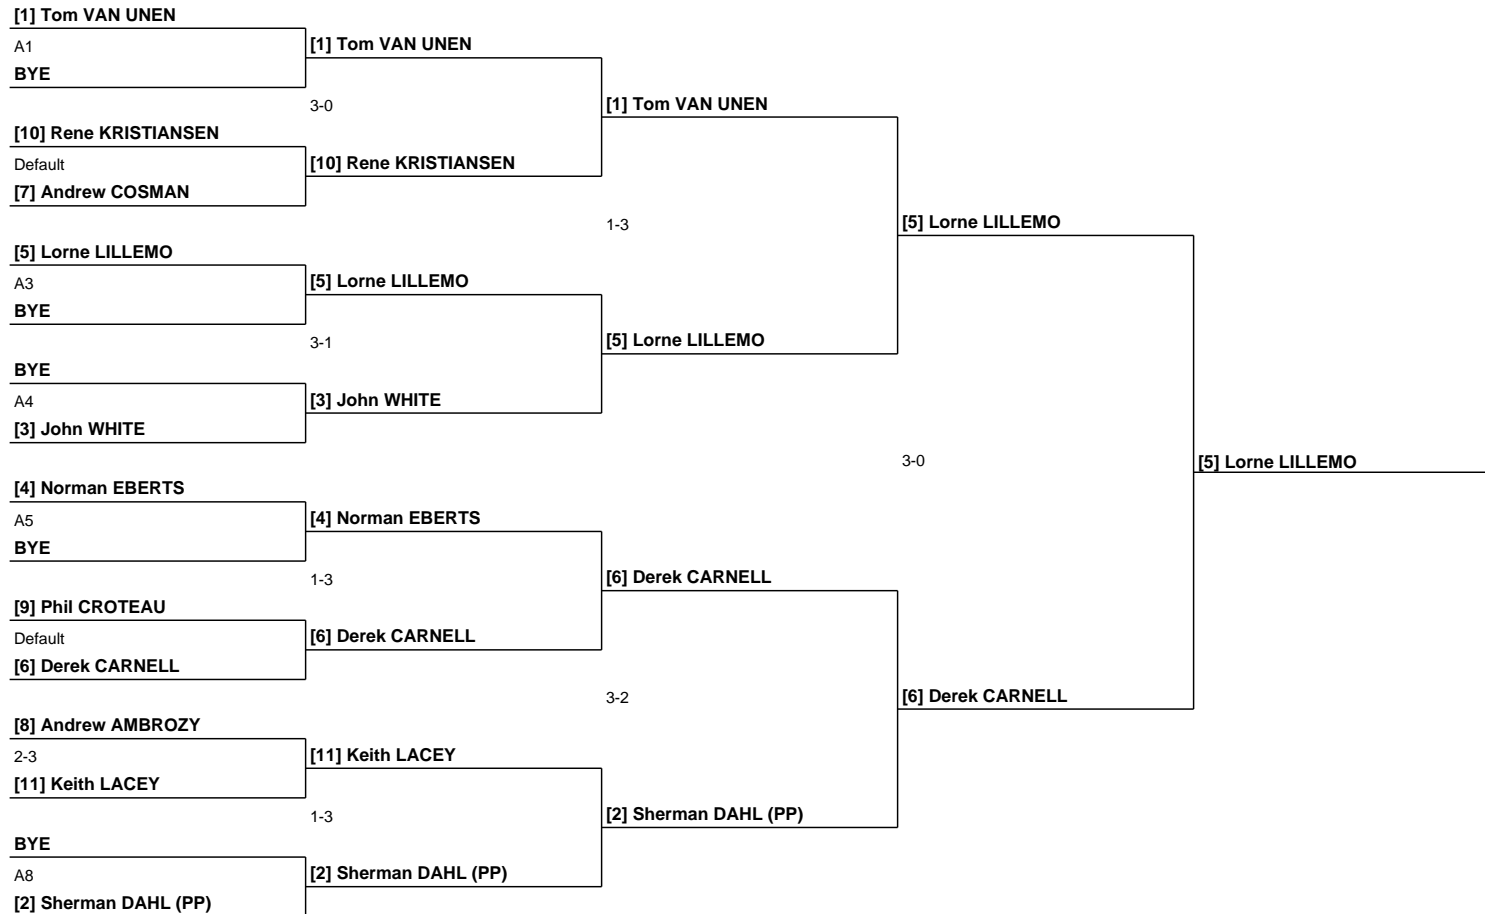 [1] Tom VAN UNEN
A1
BYE
[10] Rene KRISTIANSEN
Default
[7] Andrew COSMAN
[5] Lorne LILLEMO
A3
BYE
BYE
A4
[3] John WHITE
[4] Norman EBERTS
A5
BYE
[9] Phil CROTEAU
Default
[6] Derek CARNELL
[8] Andrew AMBROZY
2-3
[11] Keith LACEY
BYE
A8
[2] Sherman DAHL (PP)
[1] Tom VAN UNEN
3-0
[10] Rene KRISTIANSEN
[5] Lorne LILLEMO
3-1
[3] John WHITE
[4] Norman EBERTS
1-3
[6] Derek CARNELL
[11] Keith LACEY
1-3
[2] Sherman DAHL (PP)
[1] Tom VAN UNEN
1-3
[5] Lorne LILLEMO
[6] Derek CARNELL
3-2
[2] Sherman DAHL (PP)
[5] Lorne LILLEMO
3-0
[6] Derek CARNELL
[5] Lorne LILLEMO